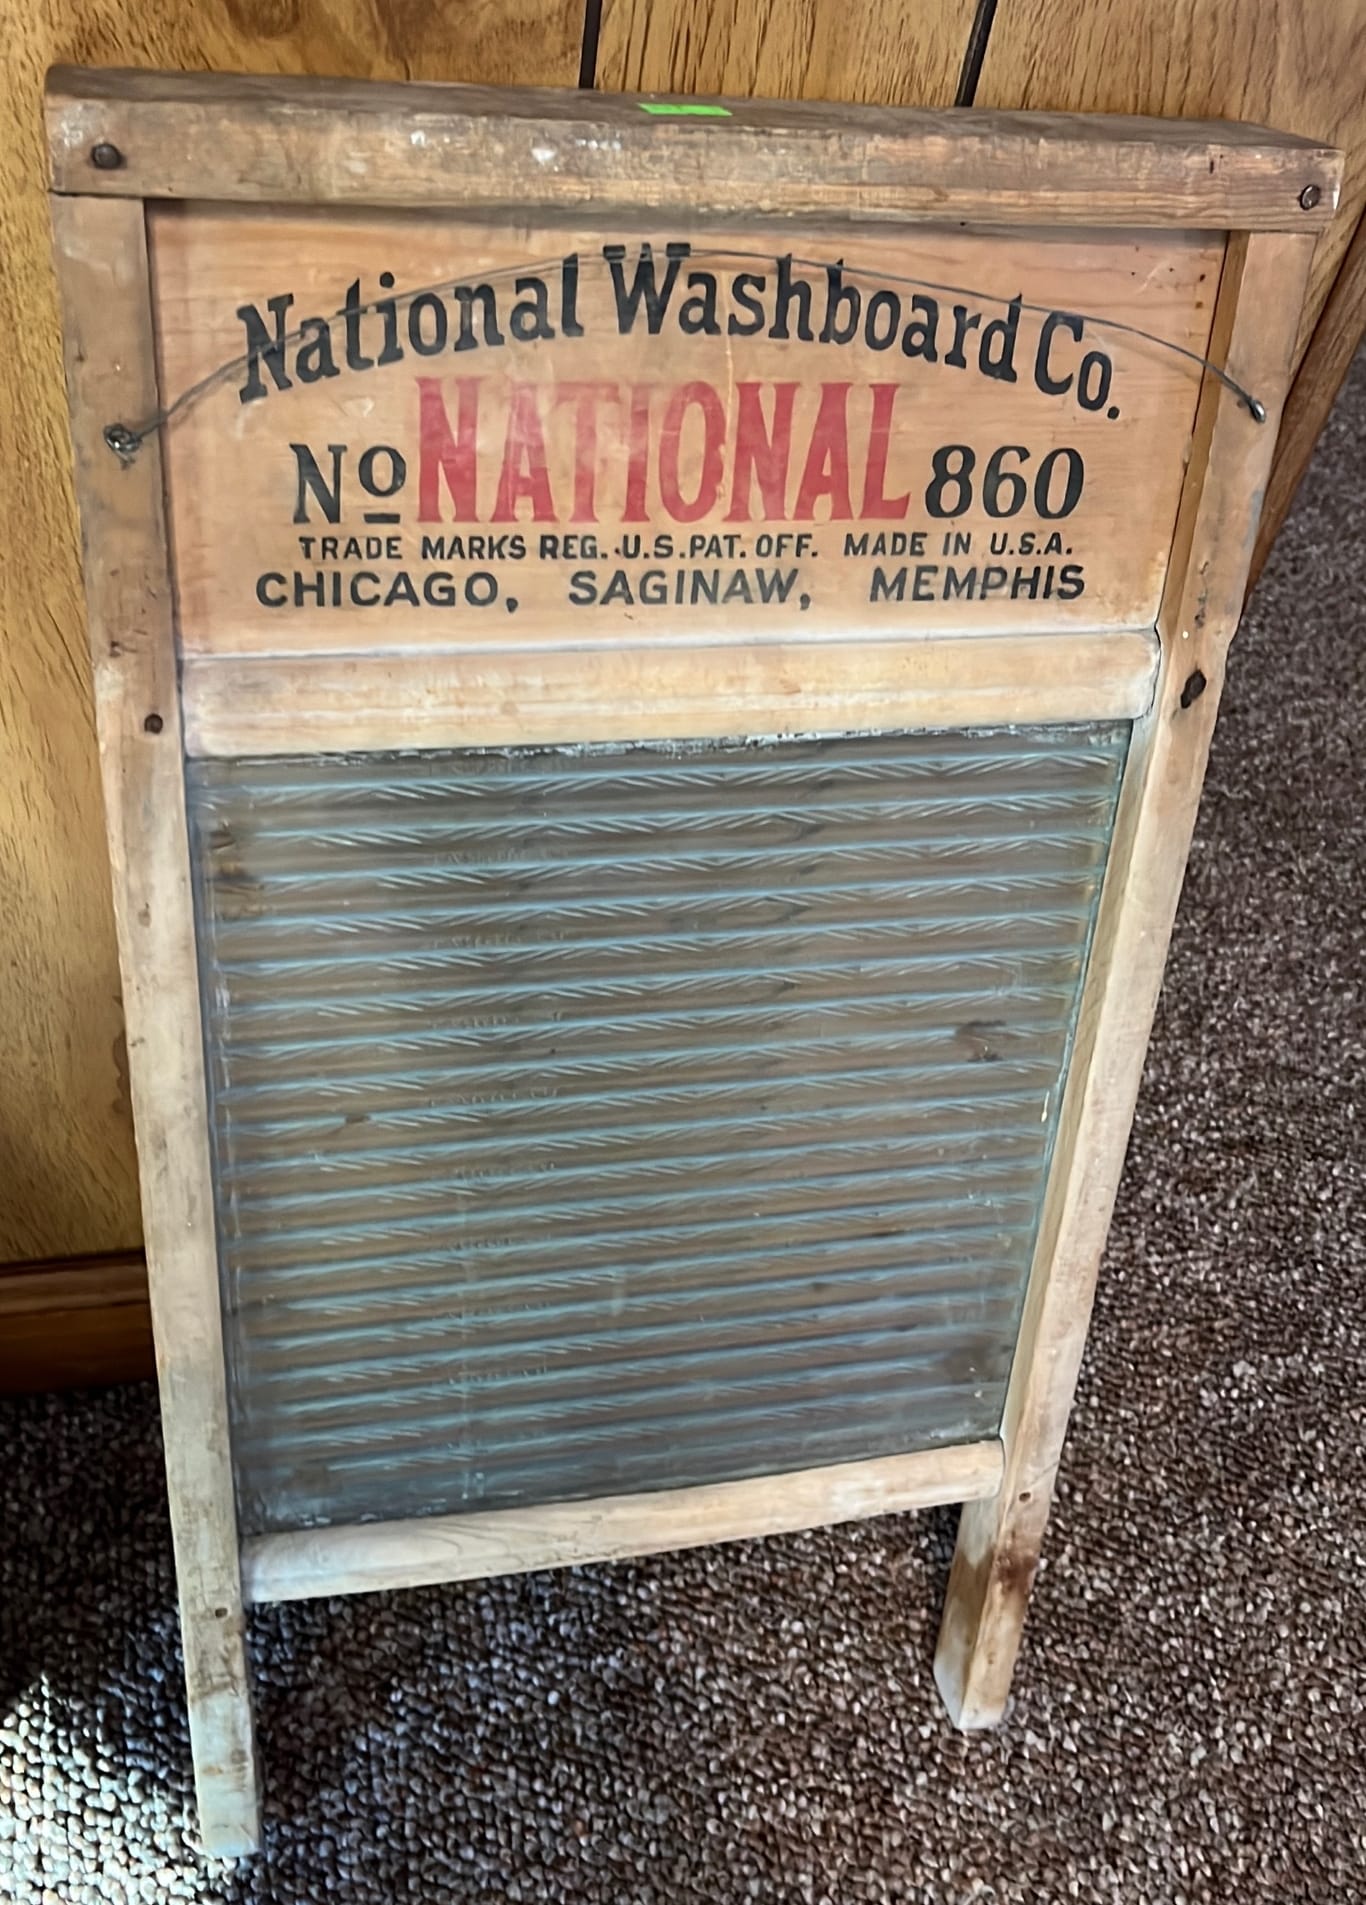 National Washboard Co.
No NATIONAL 860
TRADE MARKS REG. U.S. PAT. OFF. MADE IN U.S.A.
CHICAGO, SAGINAW, MEMPHIS